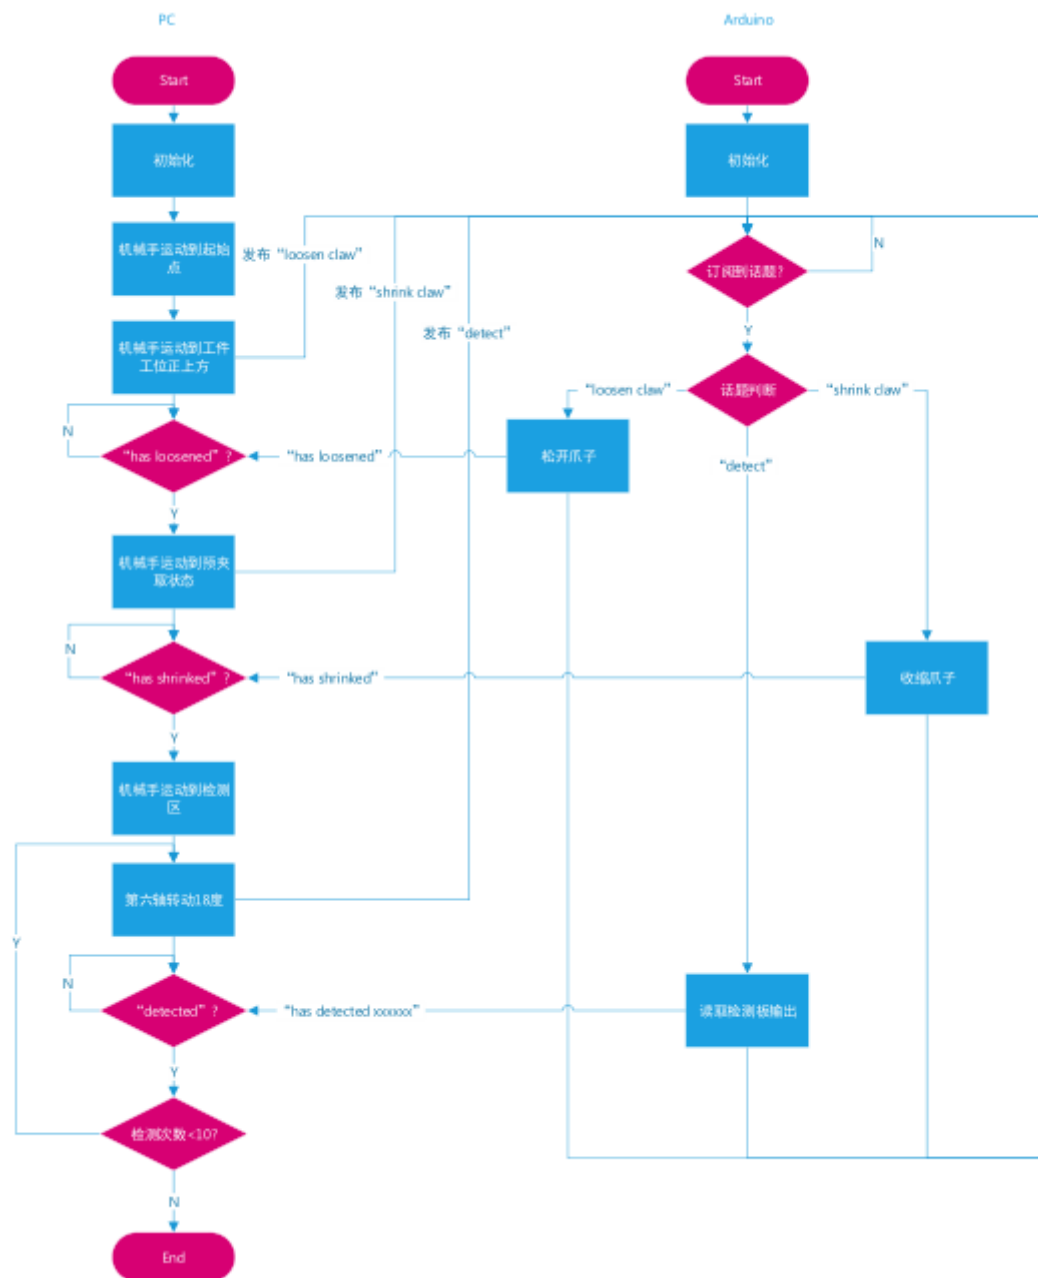 PC
Arduino
Start
Start
初始化
初始化
机械手运动到起始
点
发布“loosen claw”
N
订阅到话题?
发布“shrink claw”
机械手运动到工件
工位正上方
发布“detect”
Y
“loosen claw”
话题判断
“shrink claw”
N
“has loosened”?
“has loosened”
松开爪子
“detect”
Y
机械手运动到预夹
取状态
N
“has shrinked”?
“has shrinked”
收缩爪子
Y
机械手运动到检测
区
第六轴转动18度
Y
N
“detected”?
“has detected xxxxxx”
读取检测板输出
Y
检测次数<10?
N
End